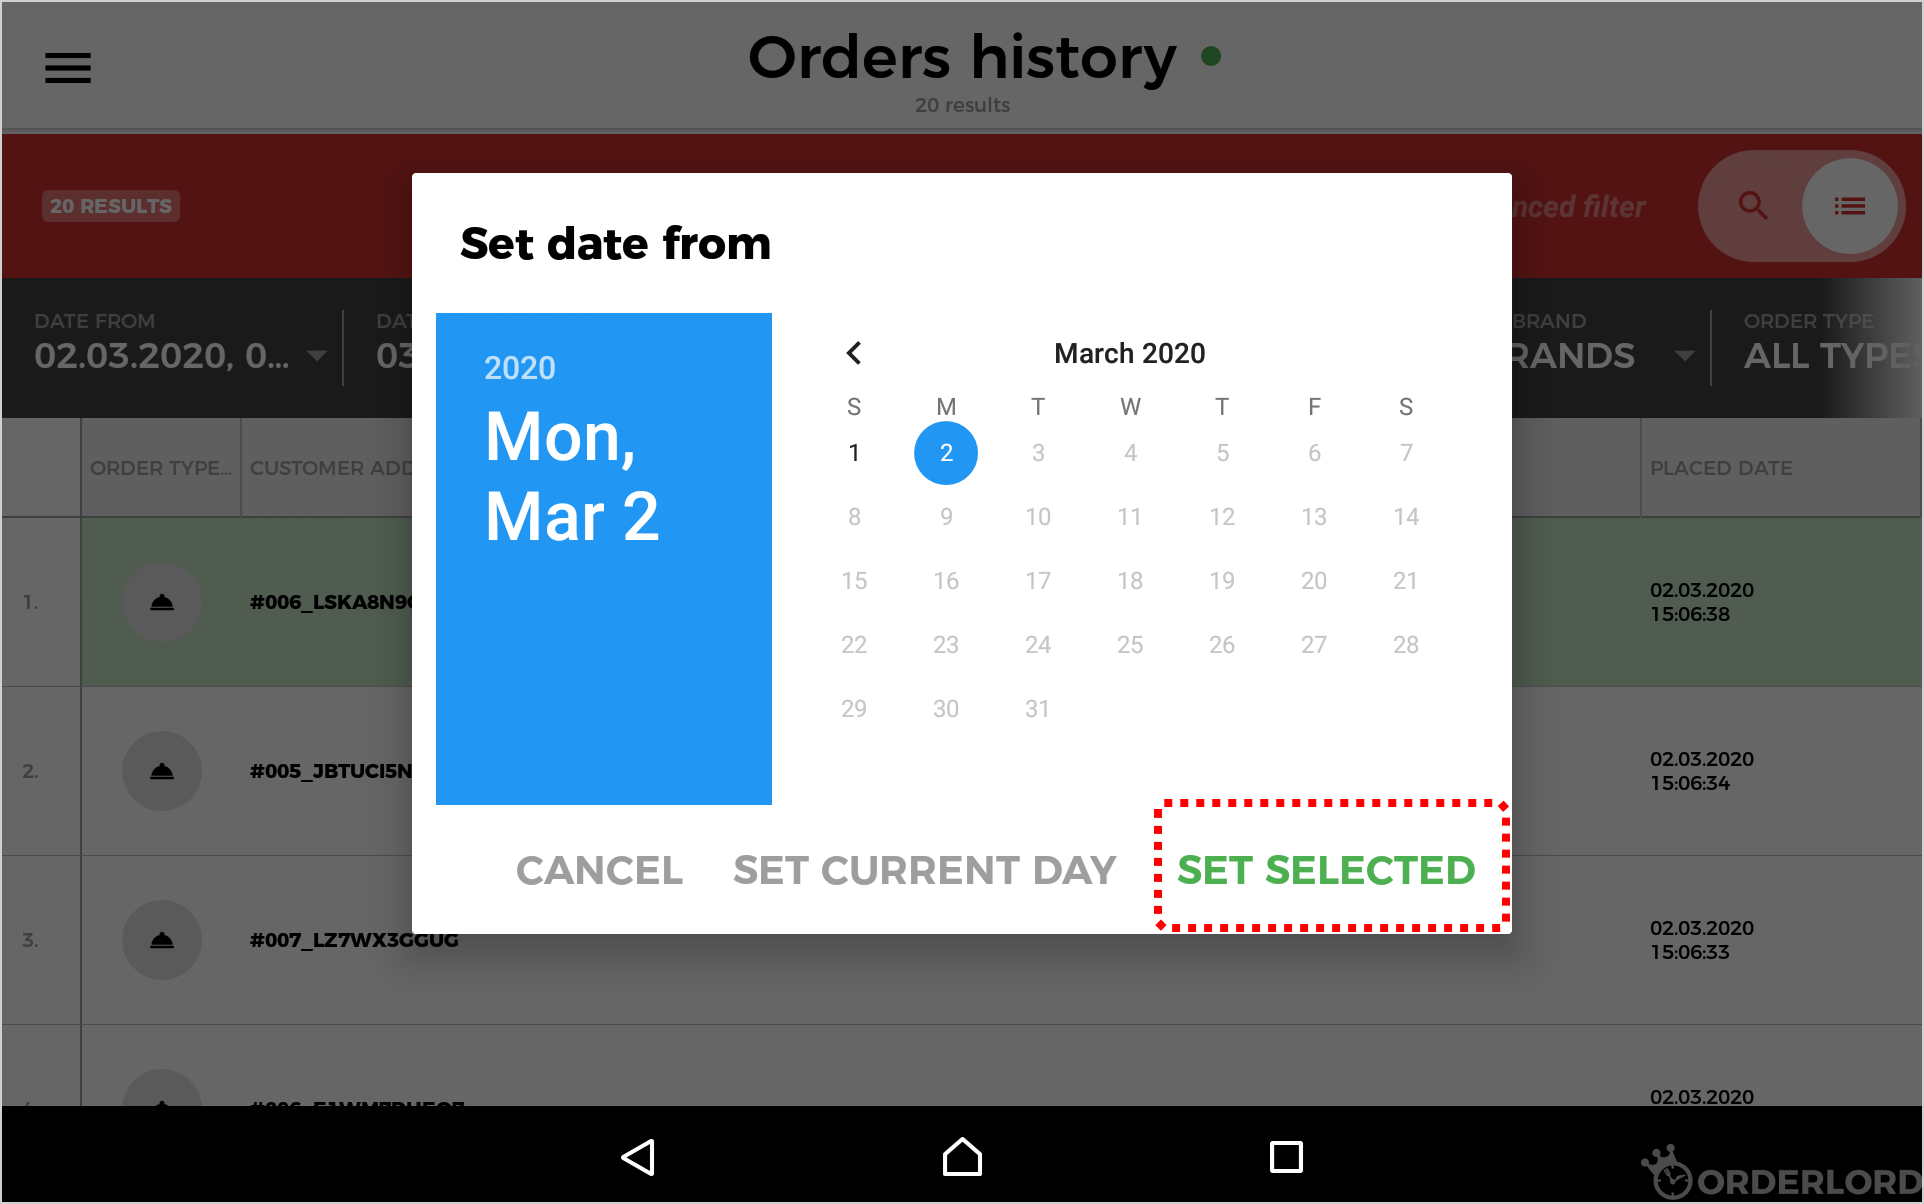 Orders history
20 results
20 RESULTS
nced filter
DATE FROM
02.03.2020, 0...
BRAND
RANDS
ORDER TYPE
ALL TYPES
ORDER TYPE...
CUSTOMER ADD
PLACED DATE
Set date from
2020
Mon,
Mar 2
March 2020
S M T W T F S
1 2 3 4 5 6 7
8 9 10 11 12 13 14
15 16 17 18 19 20 21
22 23 24 25 26 27 28
29 30 31
CANCEL SET CURRENT DAY SET SELECTED
1.
#006_LSKA8N9
02.03.2020
15:06:38
2.
#005_JBTUCI5N
02.03.2020
15:06:34
3.
#007_LZ7WX3GGUG
02.03.2020
15:06:33
02.03.2020
ORDERLORD